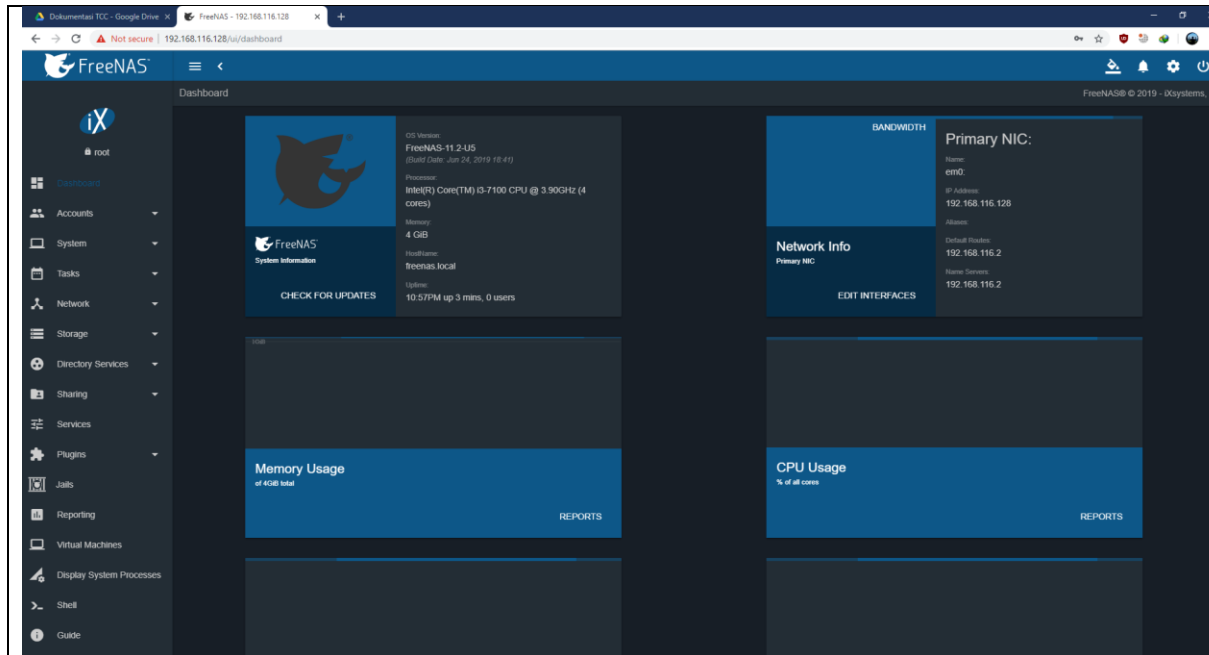 Dokumentasi TCC - Google Drive
FreeNAS - 192.168.116.128
Not secure | 192.168.116.128/ui/dashboard
FreeNAS
Dashboard
FreeNAS® © 2019 - iXsystems,
iX
root
Dashboard
Accounts
System
Tasks
Network
Storage
Directory Services
Sharing
Services
Plugins
Jails
Reporting
Virtual Machines
Display System Processes
Shell
Guide
FreeNAS
System Information
CHECK FOR UPDATES
OS Version:
FreeNAS-11.2-U5
(Build Date: Jun 24, 2019 18:41)
Processor:
Intel(R) Core(TM) i3-7100 CPU @ 3.90GHz (4
cores)
Memory:
4 GiB
HostName:
freenas.local
Uptime:
10:57PM up 3 mins, 0 users
BANDWIDTH
Network Info
Primary NIC
EDIT INTERFACES
Primary NIC:
Name:
em0:
IP Address:
192.168.116.128
Aliases:
Default Routes:
192.168.116.2
Name Servers:
192.168.116.2
Memory Usage
of 4GiB total
REPORTS
CPU Usage
% of all cores
REPORTS